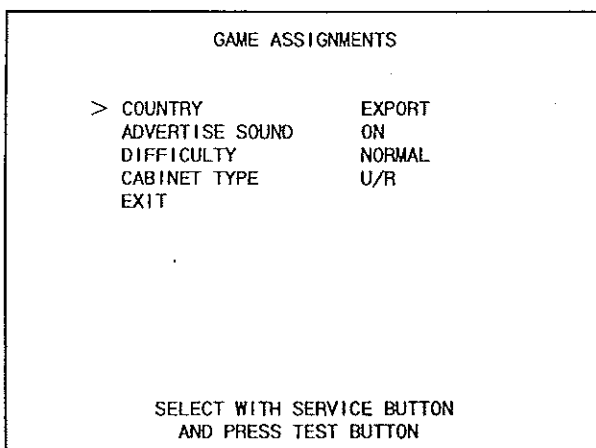 GAME ASSIGNMENTS
> COUNTRY EXPORT
ADVERTISE SOUND ON
DIFFICULTY NORMAL
CABINET TYPE U/R
EXIT
SELECT WITH SERVICE BUTTON
AND PRESS TEST BUTTON